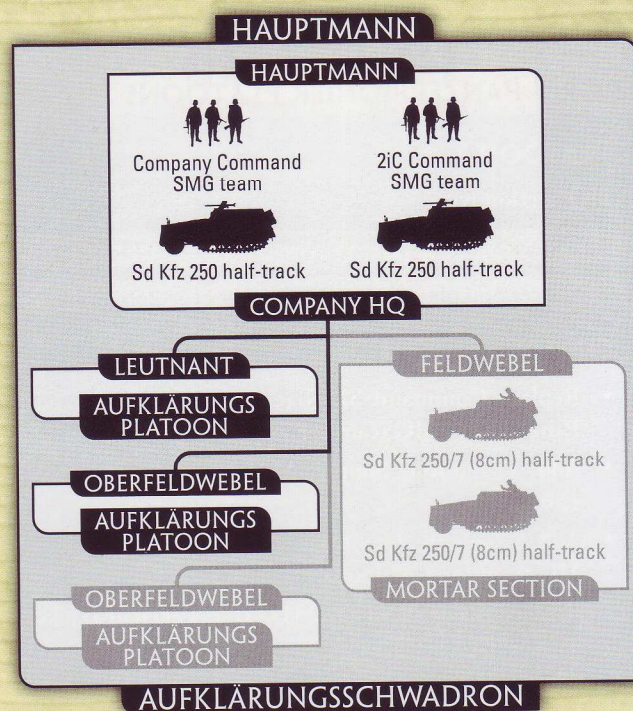 HAUPTMANN
HAUPTMANN
Company Command
SMG team
2iC Command
SMG team
Sd Kfz 250 half-track
Sd Kfz 250 half-track
COMPANY HQ
LEUTNANT
AUFKLÄRUNGS
PLATOON
OBERFELDWEBEL
AUFKLÄRUNGS
PLATOON
OBERFELDWEBEL
AUFKLÄRUNGS
PLATOON
FELDWEBEL
Sd Kfz 250/7 (8cm) half-track
Sd Kfz 250/7 (8cm) half-track
MORTAR SECTION
AUFKLÄRUNGSSCHWADRON